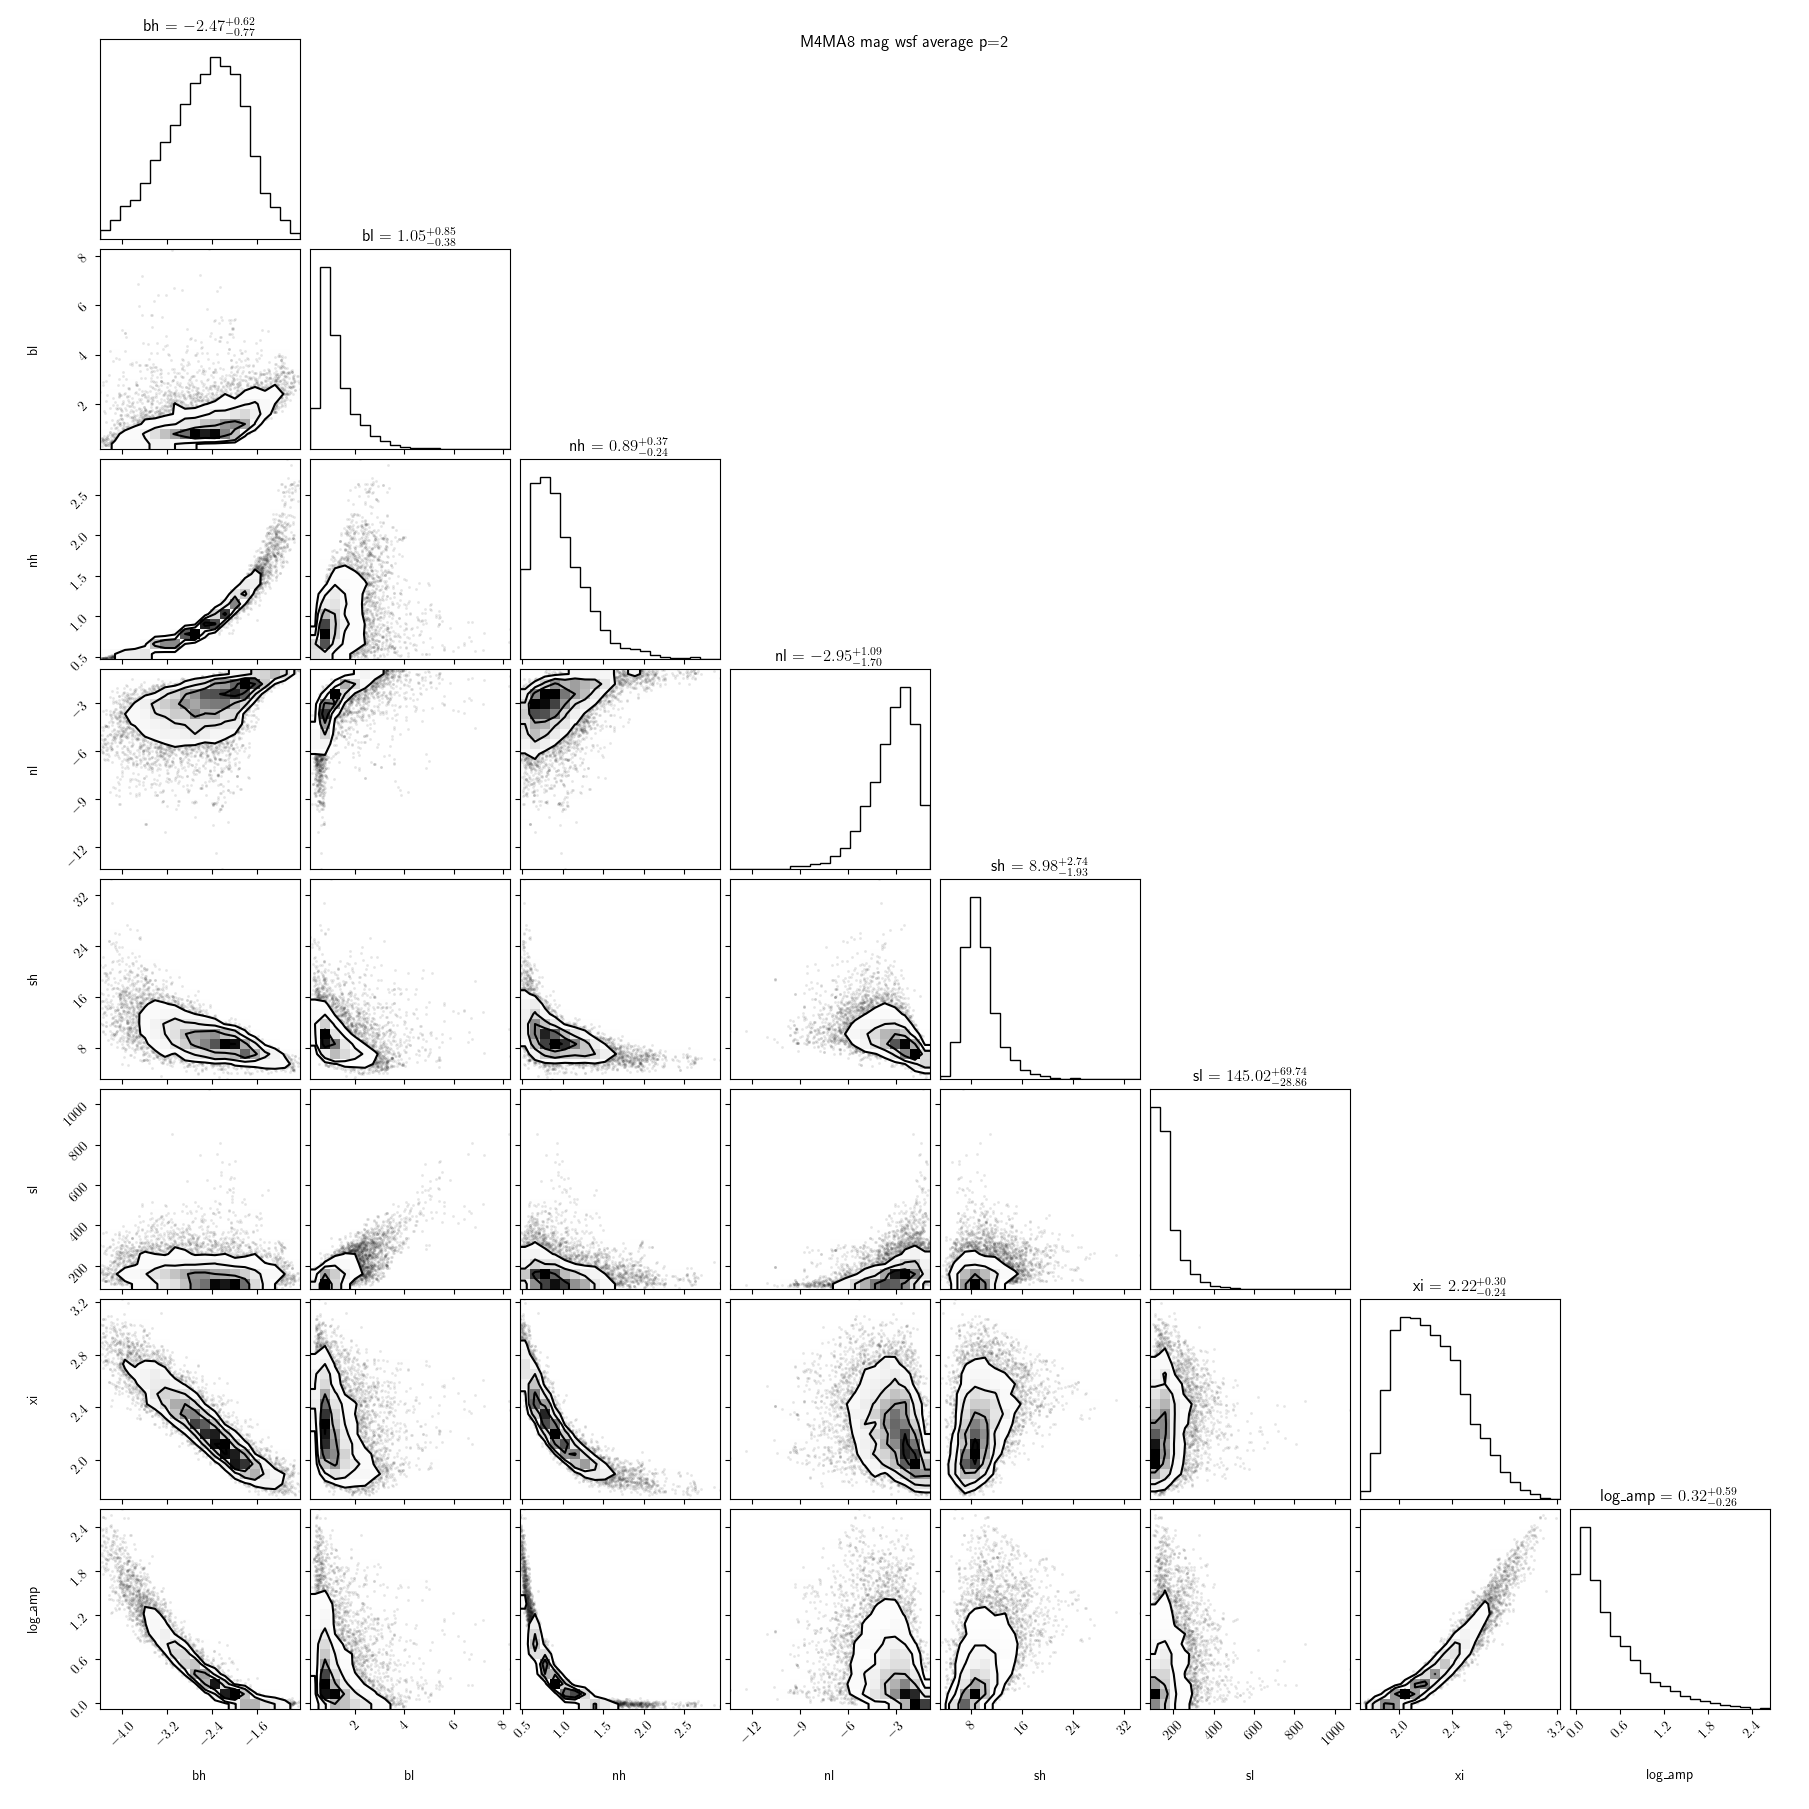 bh = −2.47+0.62−0.77
M4MA8 mag wsf average p=2
bl = 1.05+0.85−0.38
8
6
4
2
bl
nh = 0.89+0.37−0.24
2.5
2.0
1.5
1.0
0.5
nh
nl = −2.95+1.09−1.70
−3
−6
−9
−12
nl
sh = 8.98+2.74−1.93
32
24
16
8
sh
sl = 145.02+69.74−28.86
1000
800
600
400
200
sl
xi = 2.22+0.30−0.24
3.2
2.8
2.4
2.0
xi
log_amp = 0.32+0.59−0.26
2.4
1.8
1.2
0.6
0.0
log_amp
−4.0 −3.2 −2.4 −1.6 2 4 6 8 0.5 1.0 1.5 2.0 2.5 −12 −9 −6 −3 8 16 24 32 200 400 600 800 1000 2.0 2.4 2.8 3.2 0.0 0.6 1.2 1.8 2.4
bh bl nh nl sh sl xi log_amp